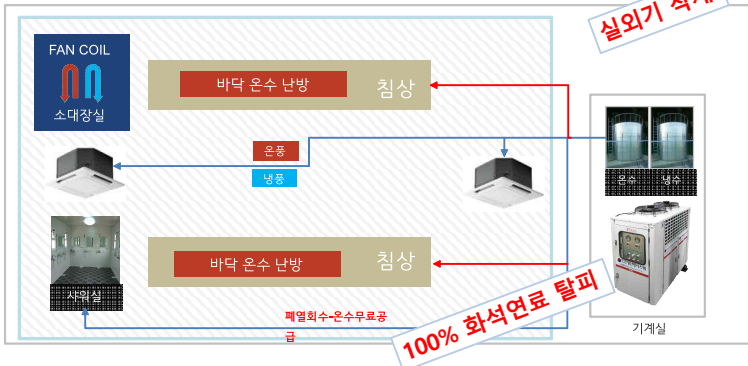 실외기 삭제
FAN COIL
소대장실
바닥 온수 난방
침상
온풍
냉풍
온수
냉수
바닥 온수 난방
침상
샤워실
폐열회수-온수무료공
급
100% 화석연료 탈피
기계실